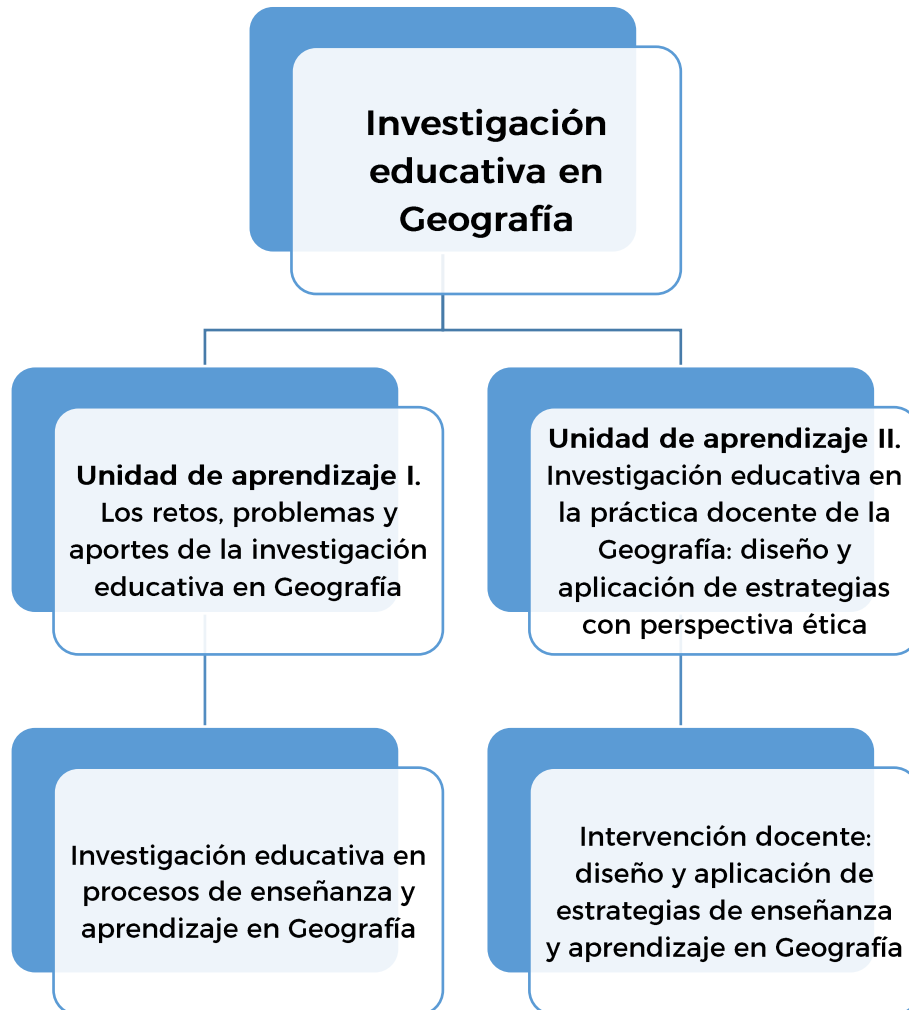 Investigación
educativa en
Geografía
Unidad de aprendizaje I.
Los retos, problemas y
aportes de la investigación
educativa en Geografía
Unidad de aprendizaje II.
Investigación educativa en
la práctica docente de la
Geografía: diseño y
aplicación de estrategias
con perspectiva ética
Investigación educativa en
procesos de enseñanza y
aprendizaje en Geografía
Intervención docente:
diseño y aplicación de
estrategias de enseñanza
y aprendizaje en Geografía